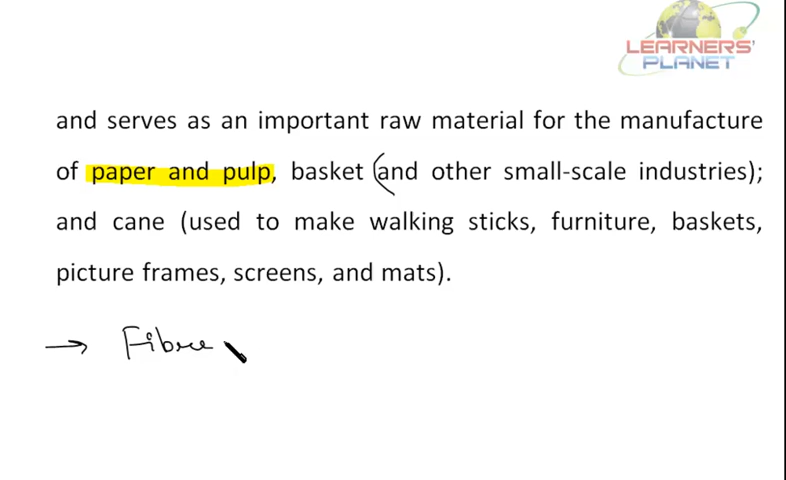 LEARNERS'
PLANET
and serves as an important raw material for the manufacture
of paper and pulp, basket (and other small-scale industries);
and cane (used to make walking sticks, furniture, baskets,
picture frames, screens, and mats).
→ Fibre